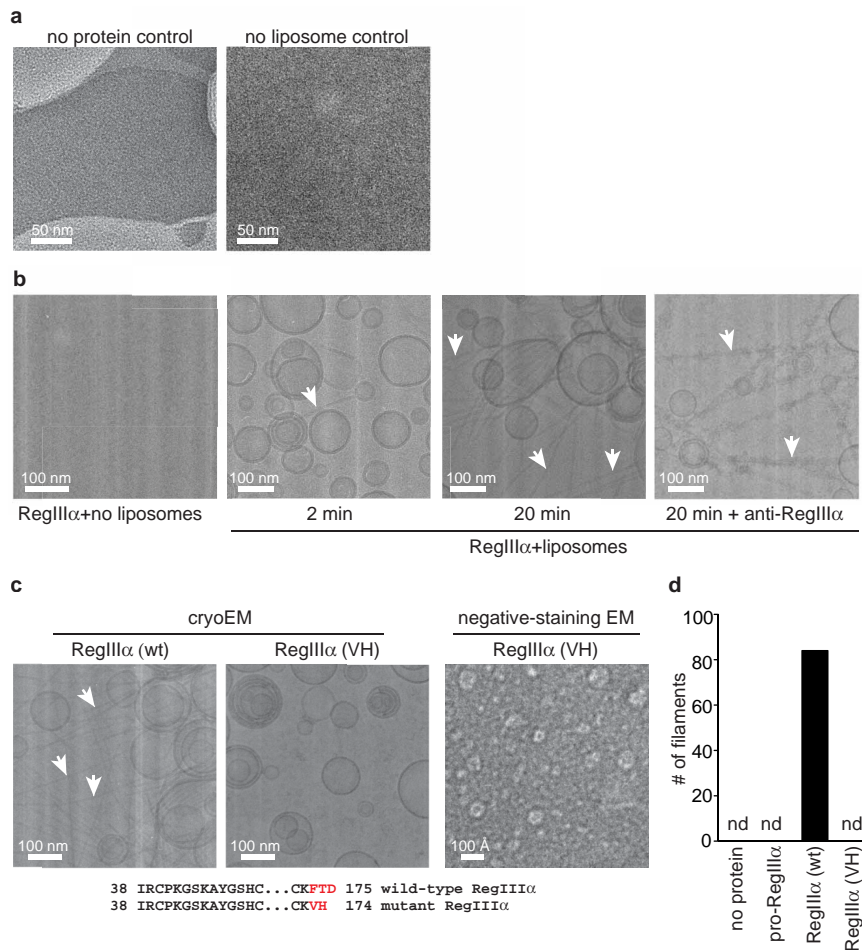 a
no protein control no liposome control
50 nm 50 nm
b
100 nm 100 nm 100 nm 100 nm
RegIIIα+no liposomes 2 min 20 min 20 min + anti-RegIIIα
RegIIIα+liposomes
c
cryoEM negative-staining EM
RegIIIα (wt) RegIIIα (VH) RegIIIα (VH)
100 nm 100 nm 100 Å
38 IRCPKGSKAYGSHC...CKFTD 175 wild-type RegIIIα
38 IRCPKGSKAYGSHC...CKVH 174 mutant RegIIIα
d
# of filaments
100
80
60
40
20
0
nd nd nd
no protein
pro-RegIIIα
RegIIIα (wt)
RegIIIα (VH)